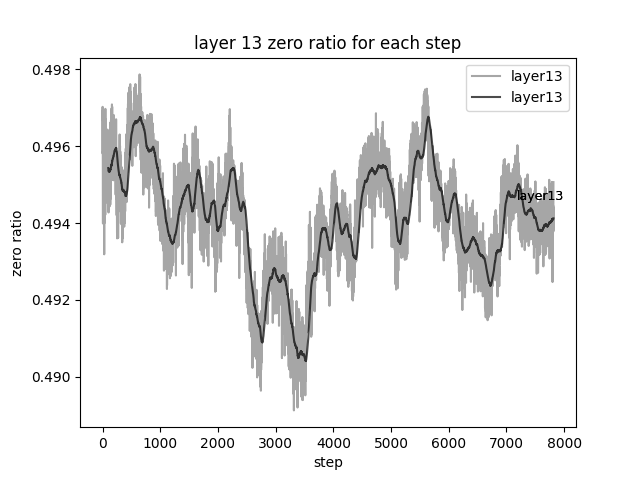 layer 13 zero ratio for each step
layer13
layer13
layer13
zero ratio
0.498
0.496
0.494
0.492
0.490
0 1000 2000 3000 4000 5000 6000 7000 8000
step